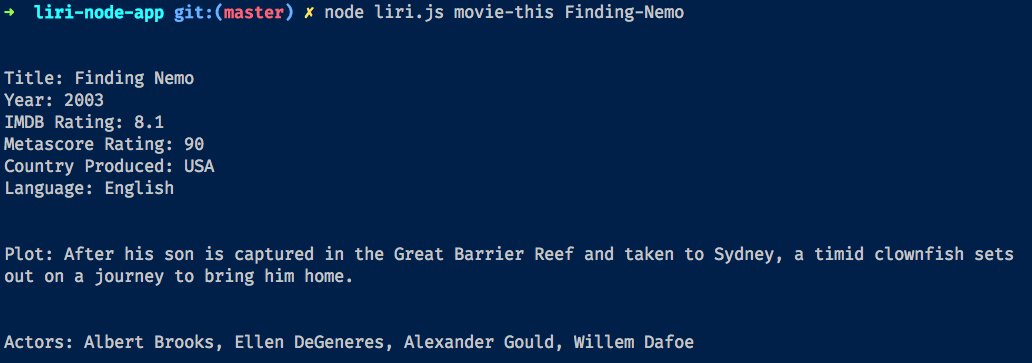 ➜ liri-node-app git:(master) ✗ node liri.js movie-this Finding-Nemo
Title: Finding Nemo
Year: 2003
IMDB Rating: 8.1
Metascore Rating: 90
Country Produced: USA
Language: English
Plot: After his son is captured in the Great Barrier Reef and taken to Sydney, a timid clownfish sets
out on a journey to bring him home.
Actors: Albert Brooks, Ellen DeGeneres, Alexander Gould, Willem Dafoe